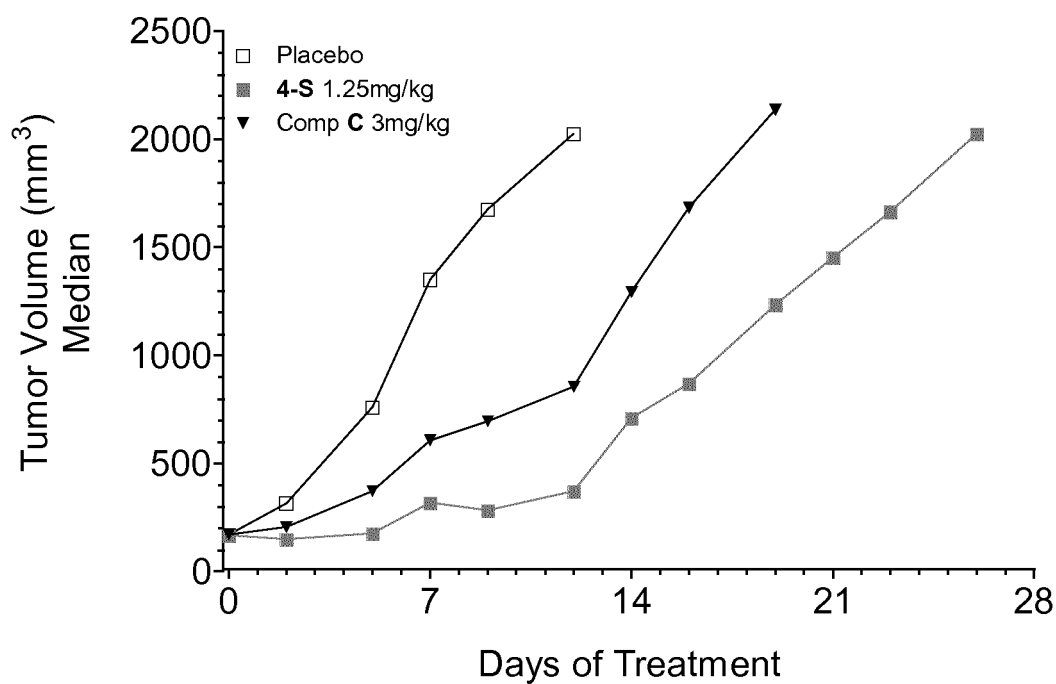 2500
2000
1500
1000
500
0
Tumor Volume (mm³)
Median
Placebo
4-S 1.25mg/kg
Comp C 3mg/kg
0 7 14 21 28
Days of Treatment